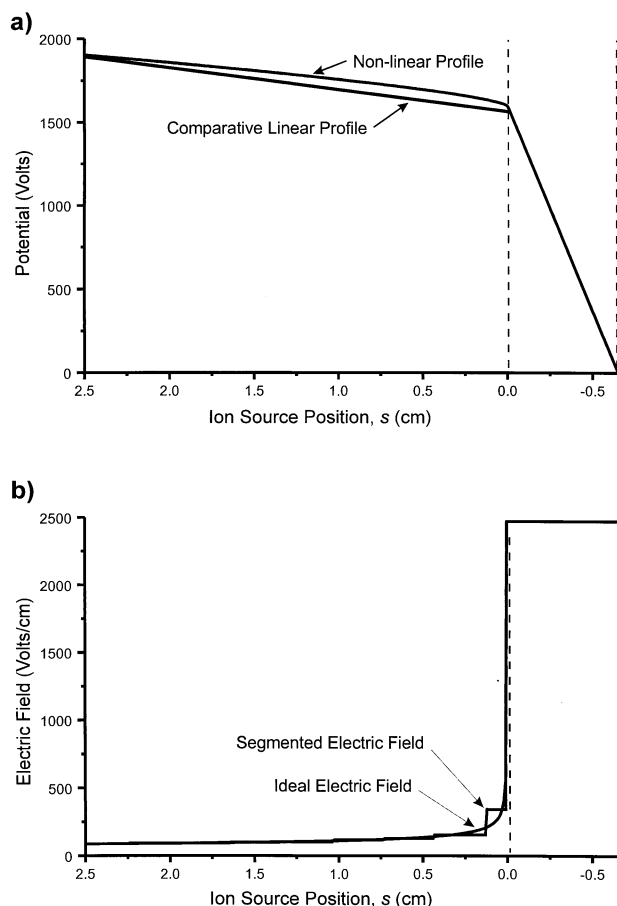 a)
2000
1500
1000
500
0
Potential (Volts)
Non-linear Profile
Comparative Linear Profile
2.5 2.0 1.5 1.0 0.5 0.0 -0.5
Ion Source Position, s (cm)
b)
2500
2000
1500
1000
500
0
Electric Field (Volts/cm)
Segmented Electric Field
Ideal Electric Field
2.5 2.0 1.5 1.0 0.5 0.0 -0.5
Ion Source Position, s (cm)